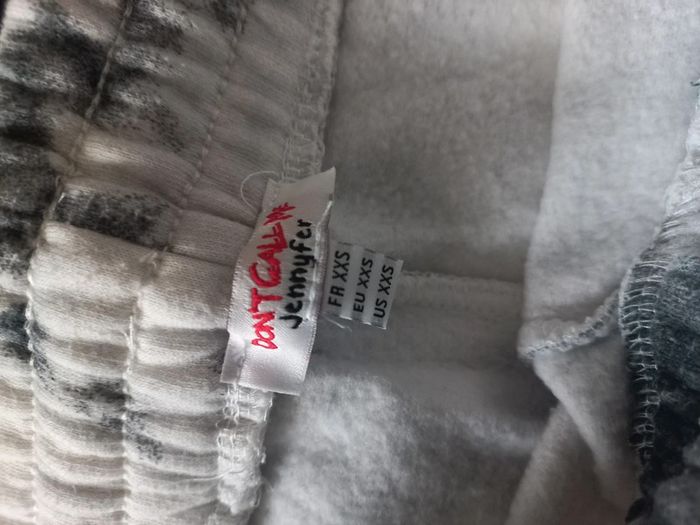 DON'T CALL ME
Jennyfer
FR XXS
EU XXS
US XXS